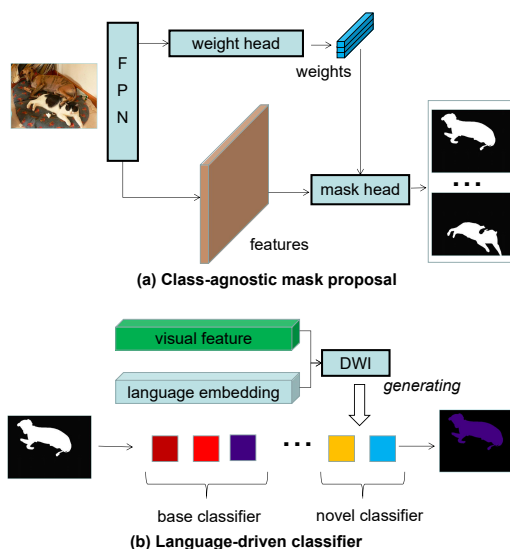 weight head
weights
F
P
N
mask head
features
(a) Class-agnostic mask proposal
visual feature
DWI
language embedding
generating
base classifier
novel classifier
(b) Language-driven classifier